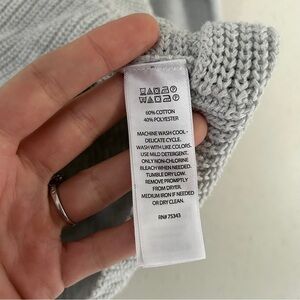 60% COTTON
40% POLYESTER
MACHINE WASH COOL -
DELICATE CYCLE.
WASH WITH LIKE COLORS.
USE MILD DETERGENT.
ONLY NON-CHLORINE
BLEACH WHEN NEEDED.
TUMBLE DRY LOW.
REMOVE PROMPTLY
FROM DRYER.
MEDIUM IRON IF NEEDED
OR DRY CLEAN.
RN# 75343